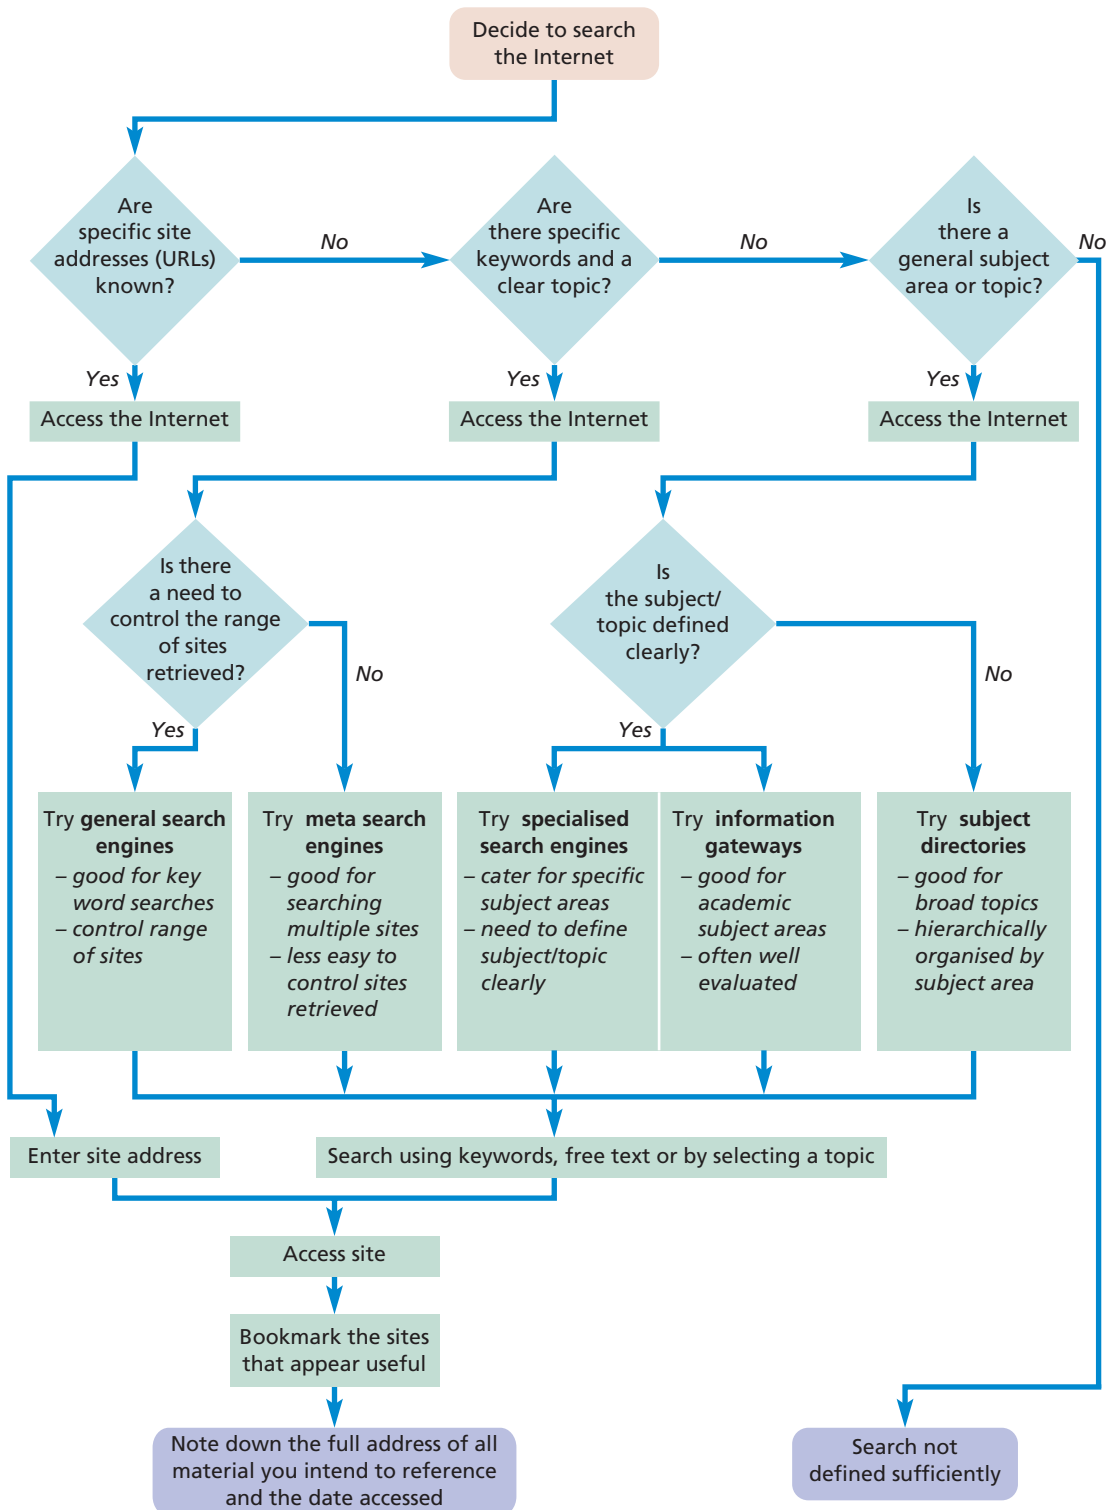 Decide to search
the Internet
Are
specific site
addresses (URLs)
known?
No
Are
there specific
keywords and a
clear topic?
No
Is
there a
general subject
area or topic?
No
Yes
Access the Internet
Yes
Access the Internet
Yes
Access the Internet
Is there
a need to
control the range
of sites
retrieved?
No
Yes
Is
the subject/
topic defined
clearly?
No
Yes
Try general search
engines
– good for key
word searches
– control range
of sites
Try meta search
engines
– good for
searching
multiple sites
– less easy to
control sites
retrieved
Try specialised
search engines
– cater for specific
subject areas
– need to define
subject/topic
clearly
Try information
gateways
– good for
academic
subject areas
– often well
evaluated
Try subject
directories
– good for
broad topics
– hierarchically
organised by
subject area
Enter site address
Search using keywords, free text or by selecting a topic
Access site
Bookmark the sites
that appear useful
Note down the full address of all
material you intend to reference
and the date accessed
Search not
defined sufficiently